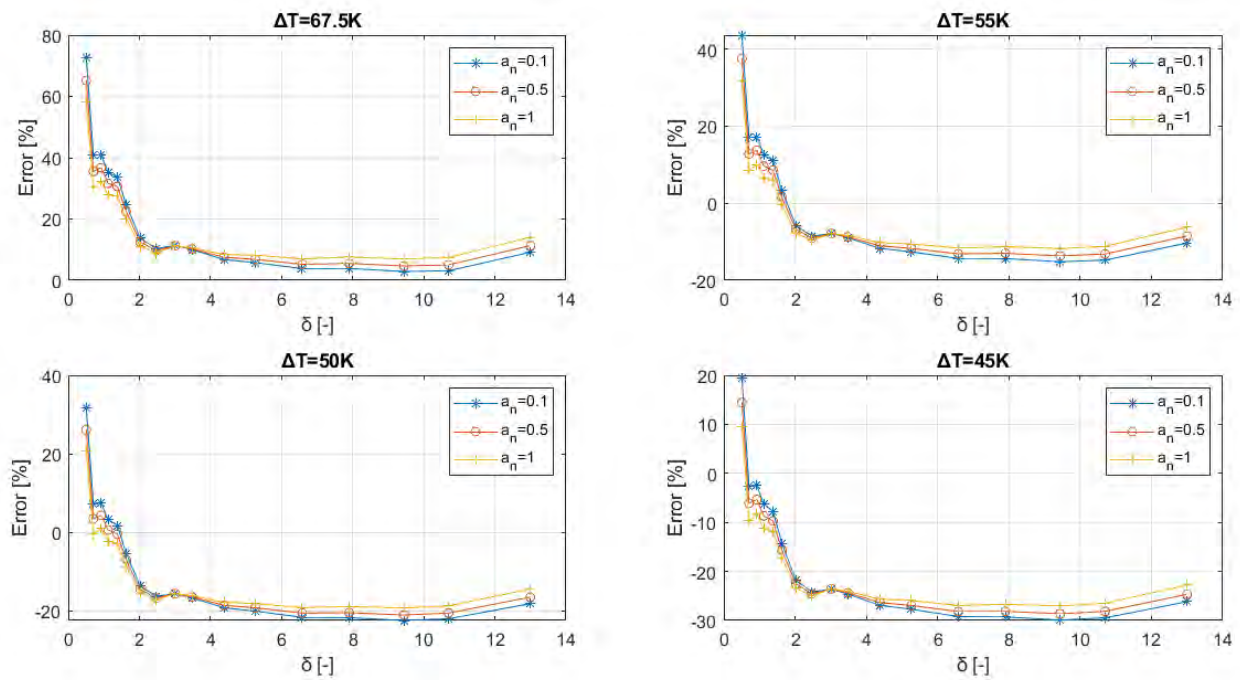 ΔT=67.5K
80
60
40
20
0
Error [%]
0 2 4 6 8 10 12 14
δ [-]
a_n=0.1
a_n=0.5
a_n=1
ΔT=55K
40
20
0
-20
Error [%]
0 2 4 6 8 10 12 14
δ [-]
a_n=0.1
a_n=0.5
a_n=1
ΔT=50K
40
20
0
-20
Error [%]
0 2 4 6 8 10 12 14
δ [-]
a_n=0.1
a_n=0.5
a_n=1
ΔT=45K
20
10
0
-10
-20
-30
Error [%]
0 2 4 6 8 10 12 14
δ [-]
a_n=0.1
a_n=0.5
a_n=1